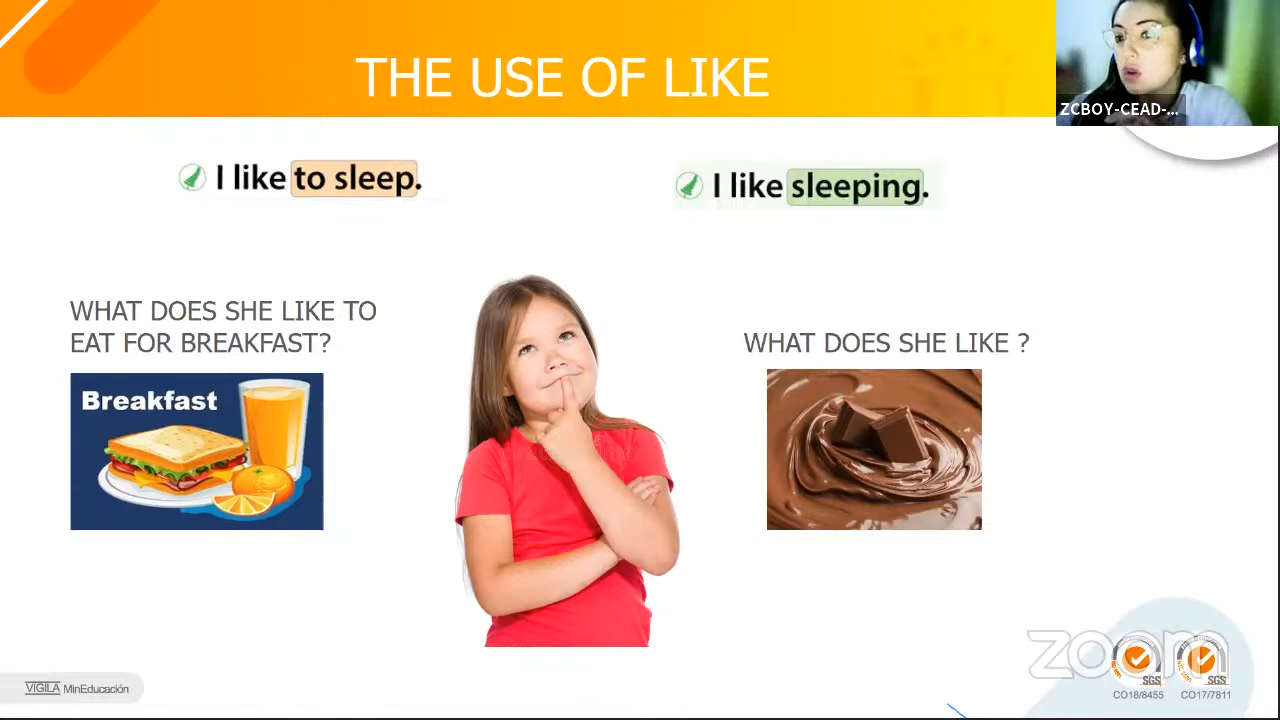 THE USE OF LIKE
ZCBOY-CEAD-...
I like to sleep.
I like sleeping.
WHAT DOES SHE LIKE TO
EAT FOR BREAKFAST?
Breakfast
WHAT DOES SHE LIKE ?
zoom
SGS
SGS
CO18/8455
CO17/7811
VIGILA MinEducación